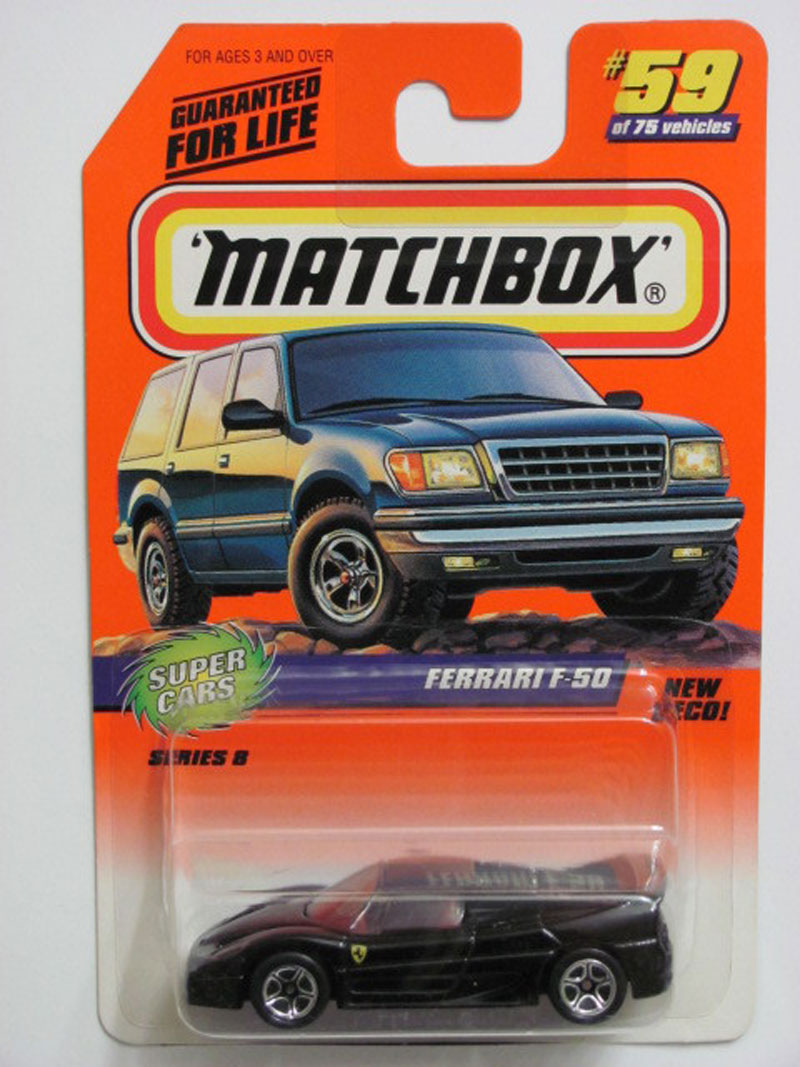 FOR AGES 3 AND OVER
GUARANTEED
FOR LIFE
#59
of 75 vehicles
'MATCHBOX'®
SUPER
CARS
FERRARI F-50
NEW
DECO!
SERIES 8